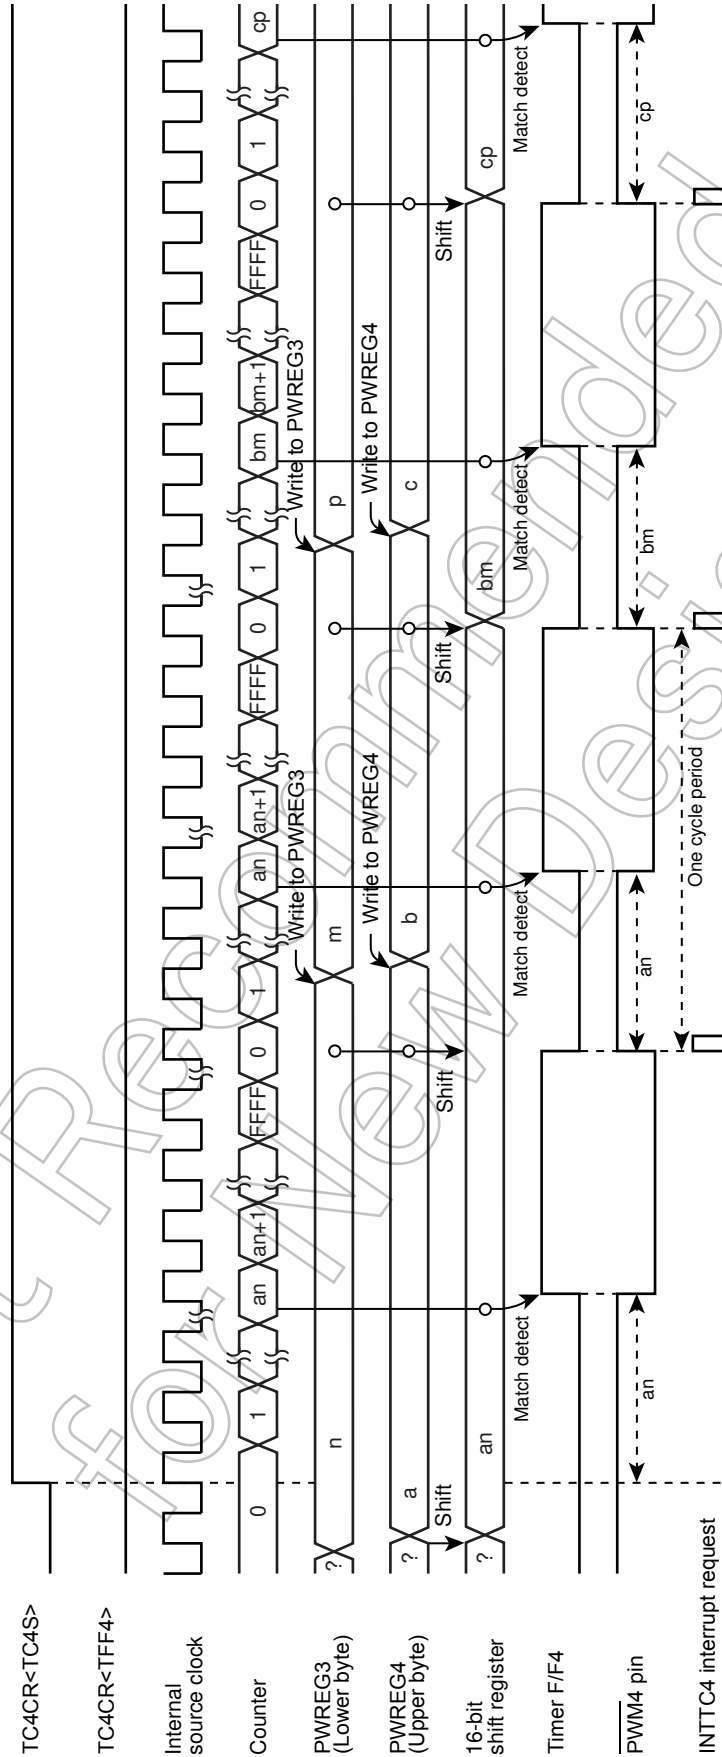 TC4CR<TC4S>
TC4CR<TFF4>
Internal
source clock
Counter
0
1
an
an+1
FFFF
0
1
an
an+1
FFFF
0
1
bm
bm+1
FFFF
0
1
cp
Write to PWREG3
Write to PWREG3
PWREG3
(Lower byte)
?
n
m
p
Write to PWREG4
Write to PWREG4
PWREG4
(Upper byte)
?
a
b
c
Shift
Shift
Shift
Shift
16-bit
shift register
?
an
bm
cp
Match detect
Match detect
Match detect
Match detect
Timer F/F4
PWM4 pin
an
an
bm
cp
One cycle period
INTTC4 interrupt request
t Recommended
for New Desi